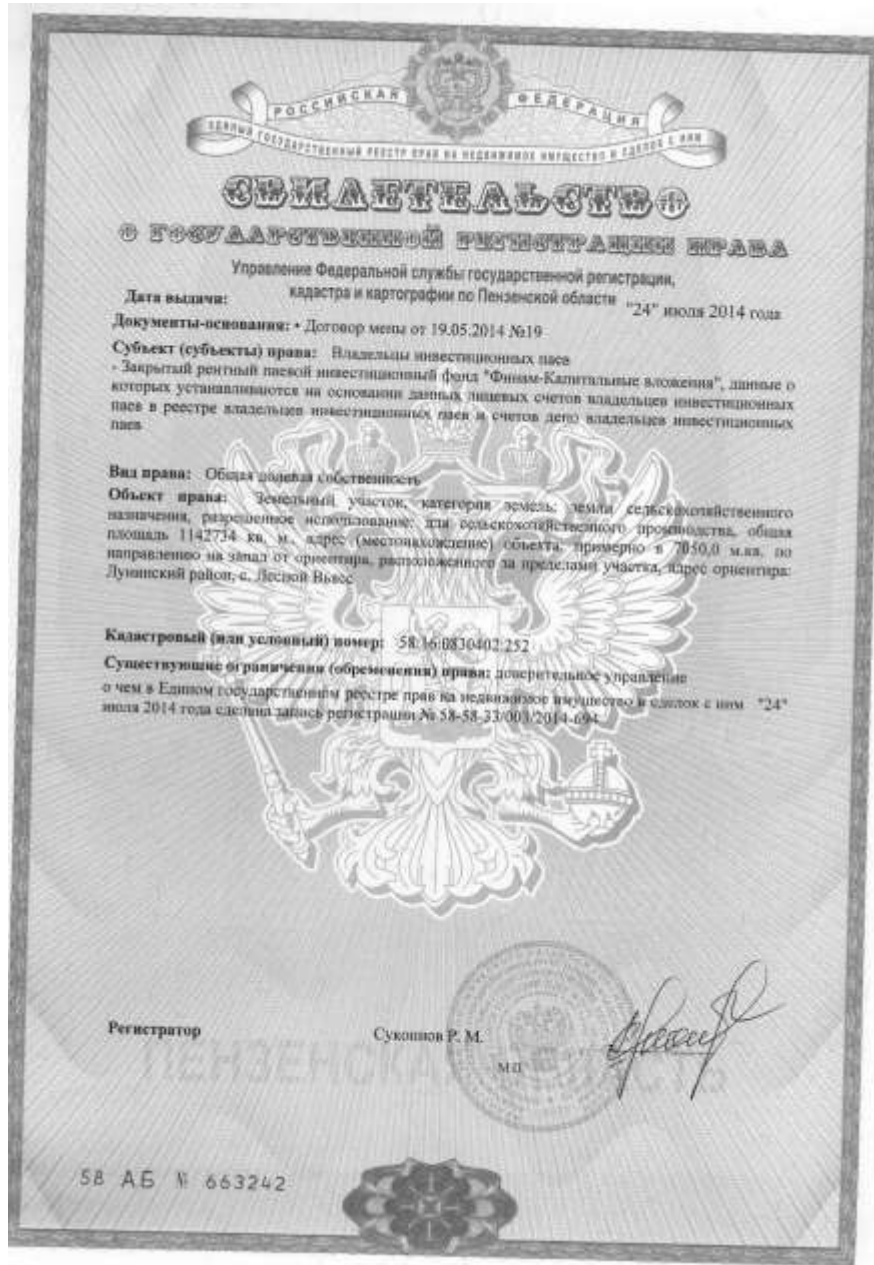 РОССИЙСКАЯ ФЕДЕРАЦИЯ
ЕДИНЫЙ ГОСУДАРСТВЕННЫЙ РЕЕСТР ПРАВ НА НЕДВИЖИМОЕ ИМУЩЕСТВО И СДЕЛОК С НИМ
СВИДЕТЕЛЬСТВО
О ГОСУДАРСТВЕННОЙ РЕГИСТРАЦИИ ПРАВА
Управление Федеральной службы государственной регистрации,
кадастра и картографии по Пензенской области
Дата выдачи: "24" июля 2014 года
Документы-основания: • Договор мены от 19.05.2014 №19
Субъект (субъекты) права: Владельцы инвестиционных паев
- Закрытый рентный паевой инвестиционный фонд "Финам-Капитальные вложения", данные о
которых устанавливаются на основании данных лицевых счетов владельцев инвестиционных
паев в реестре владельцев инвестиционных паев и счетов депо владельцев инвестиционных
паев
Вид права: Общая долевая собственность
Объект права: Земельный участок, категория земель: земли сельскохозяйственного
назначения, разрешенное использование: для сельскохозяйственного производства, общая
площадь 1142734 кв. м, адрес (местонахождение) объекта: примерно в 7050,0 м.кв. по
направлению на запад от ориентира, расположенного за пределами участка, адрес ориентира:
Лунинский район, с. Лесной Вьяс
Кадастровый (или условный) номер: 58:16:0830402:252
Существующие ограничения (обременения) права: доверительное управление
о чем в Едином государственном реестре прав на недвижимое имущество и сделок с ним "24"
июля 2014 года сделана запись регистрации № 58-58-33/003/2014-694
Регистратор Р. М.
М.П.
ПЕНЗЕНСКАЯ ОБЛАСТЬ
58 АБ № 663242